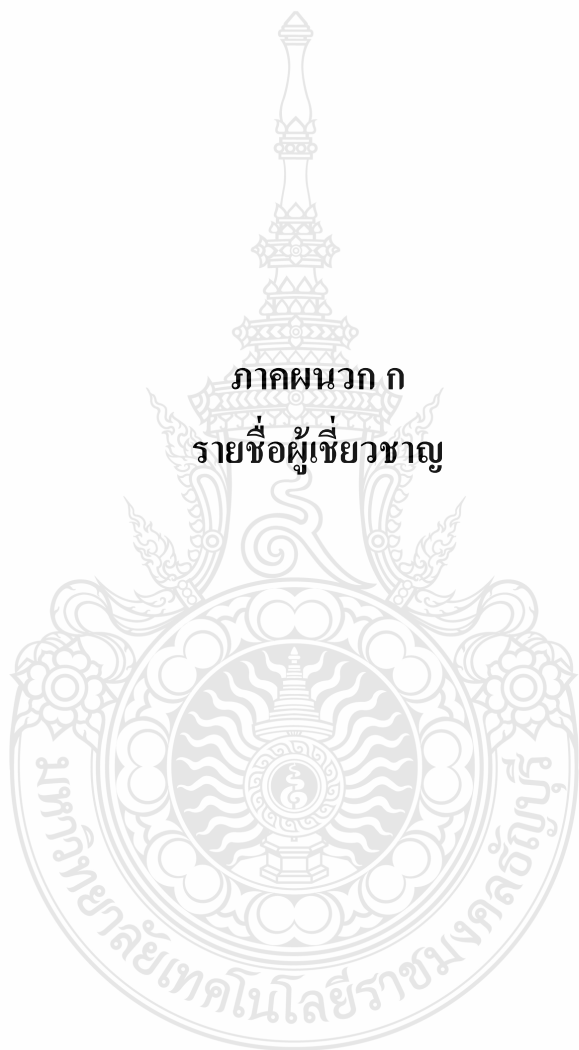 ภาคผนวก ก
รายชื่อผู้เชี่ยวชาญ
มหาวิทยาลัยเทคโนโลยีราชมงคลธัญบุรี